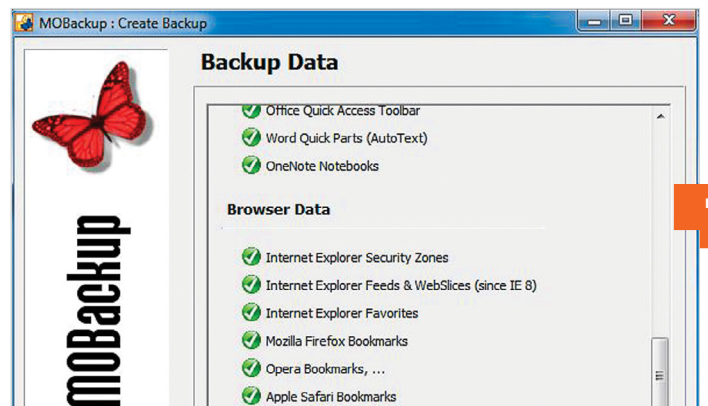 MOBackup : Create Backup
Backup Data
Office Quick Access Toolbar
Word Quick Parts (AutoText)
OneNote Notebooks
Browser Data
Internet Explorer Security Zones
Internet Explorer Feeds & WebSlices (since IE 8)
Internet Explorer Favorites
Mozilla Firefox Bookmarks
Opera Bookmarks, ...
Apple Safari Bookmarks
MOBackup